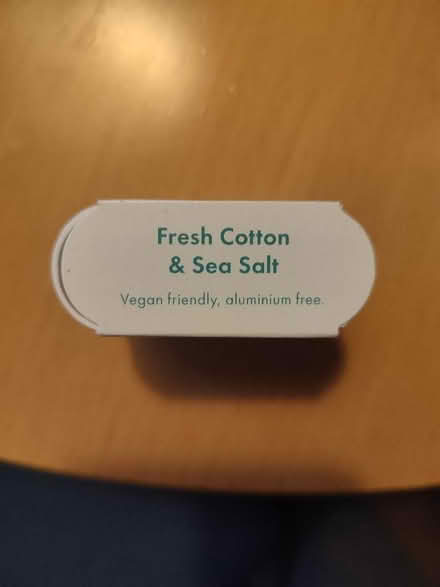 Fresh Cotton
& Sea Salt
Vegan friendly, aluminium free.